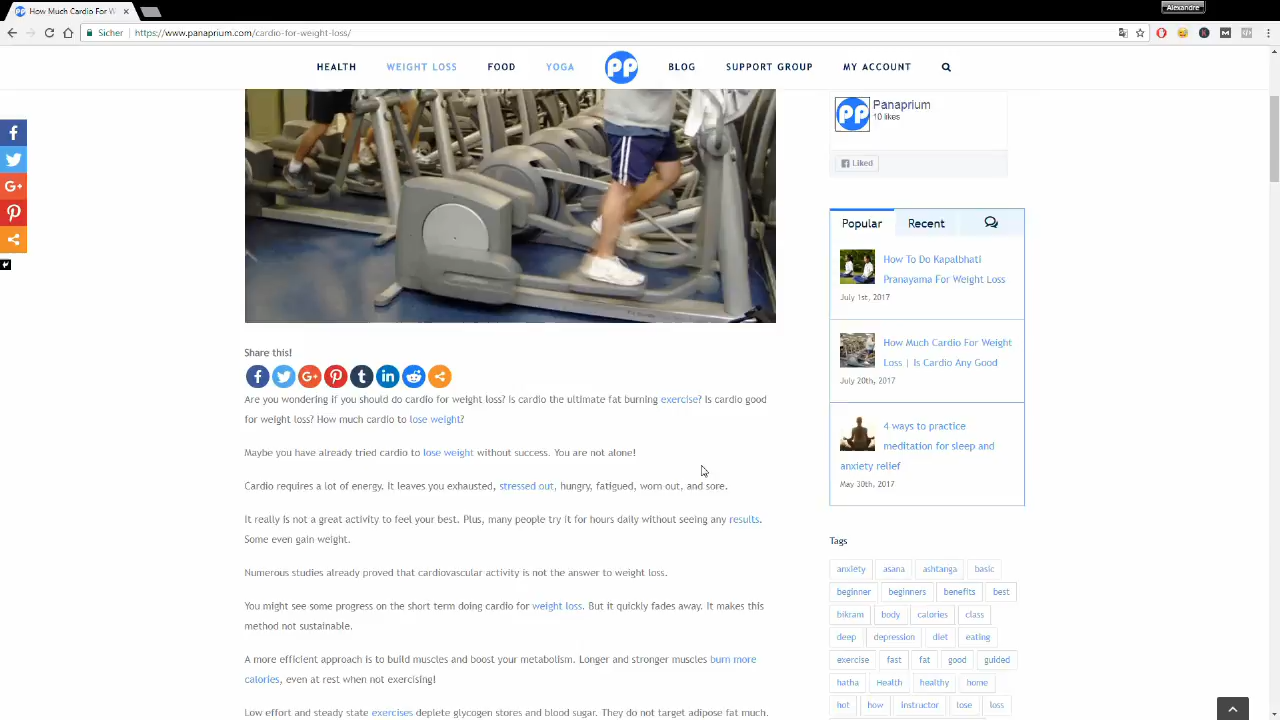 How Much Cardio For W
Alexandre
Sicher
https://www.panaprium.com/cardio-for-weight-loss/
HEALTH WEIGHT LOSS FOOD YOGA PP BLOG SUPPORT GROUP MY ACCOUNT
PP Panaprium
10 likes
Liked
Popular Recent
How To Do Kapalbhati
Pranayama For Weight Loss
July 1st, 2017
How Much Cardio For Weight
Loss | Is Cardio Any Good
July 20th, 2017
4 ways to practice
meditation for sleep and
anxiety relief
May 30th, 2017
Share this!
Are you wondering if you should do cardio for weight loss? Is cardio the ultimate fat burning exercise? Is cardio good
for weight loss? How much cardio to lose weight?
Maybe you have already tried cardio to lose weight without success. You are not alone!
Cardio requires a lot of energy. It leaves you exhausted, stressed out, hungry, fatigued, worn out, and sore.
It really is not a great activity to feel your best. Plus, many people try it for hours daily without seeing any results.
Some even gain weight.
Numerous studies already proved that cardiovascular activity is not the answer to weight loss.
You might see some progress on the short term doing cardio for weight loss. But it quickly fades away. It makes this
method not sustainable.
A more efficient approach is to build muscles and boost your metabolism. Longer and stronger muscles burn more
calories, even at rest when not exercising!
Low effort and steady state exercises deplete glycogen stores and blood sugar. They do not target adipose fat much.
Tags
anxiety asana ashtanga basic
beginner beginners benefits best
bikram body calories class
deep depression diet eating
exercise fast fat good guided
hatha Health healthy home
hot how instructor lose loss